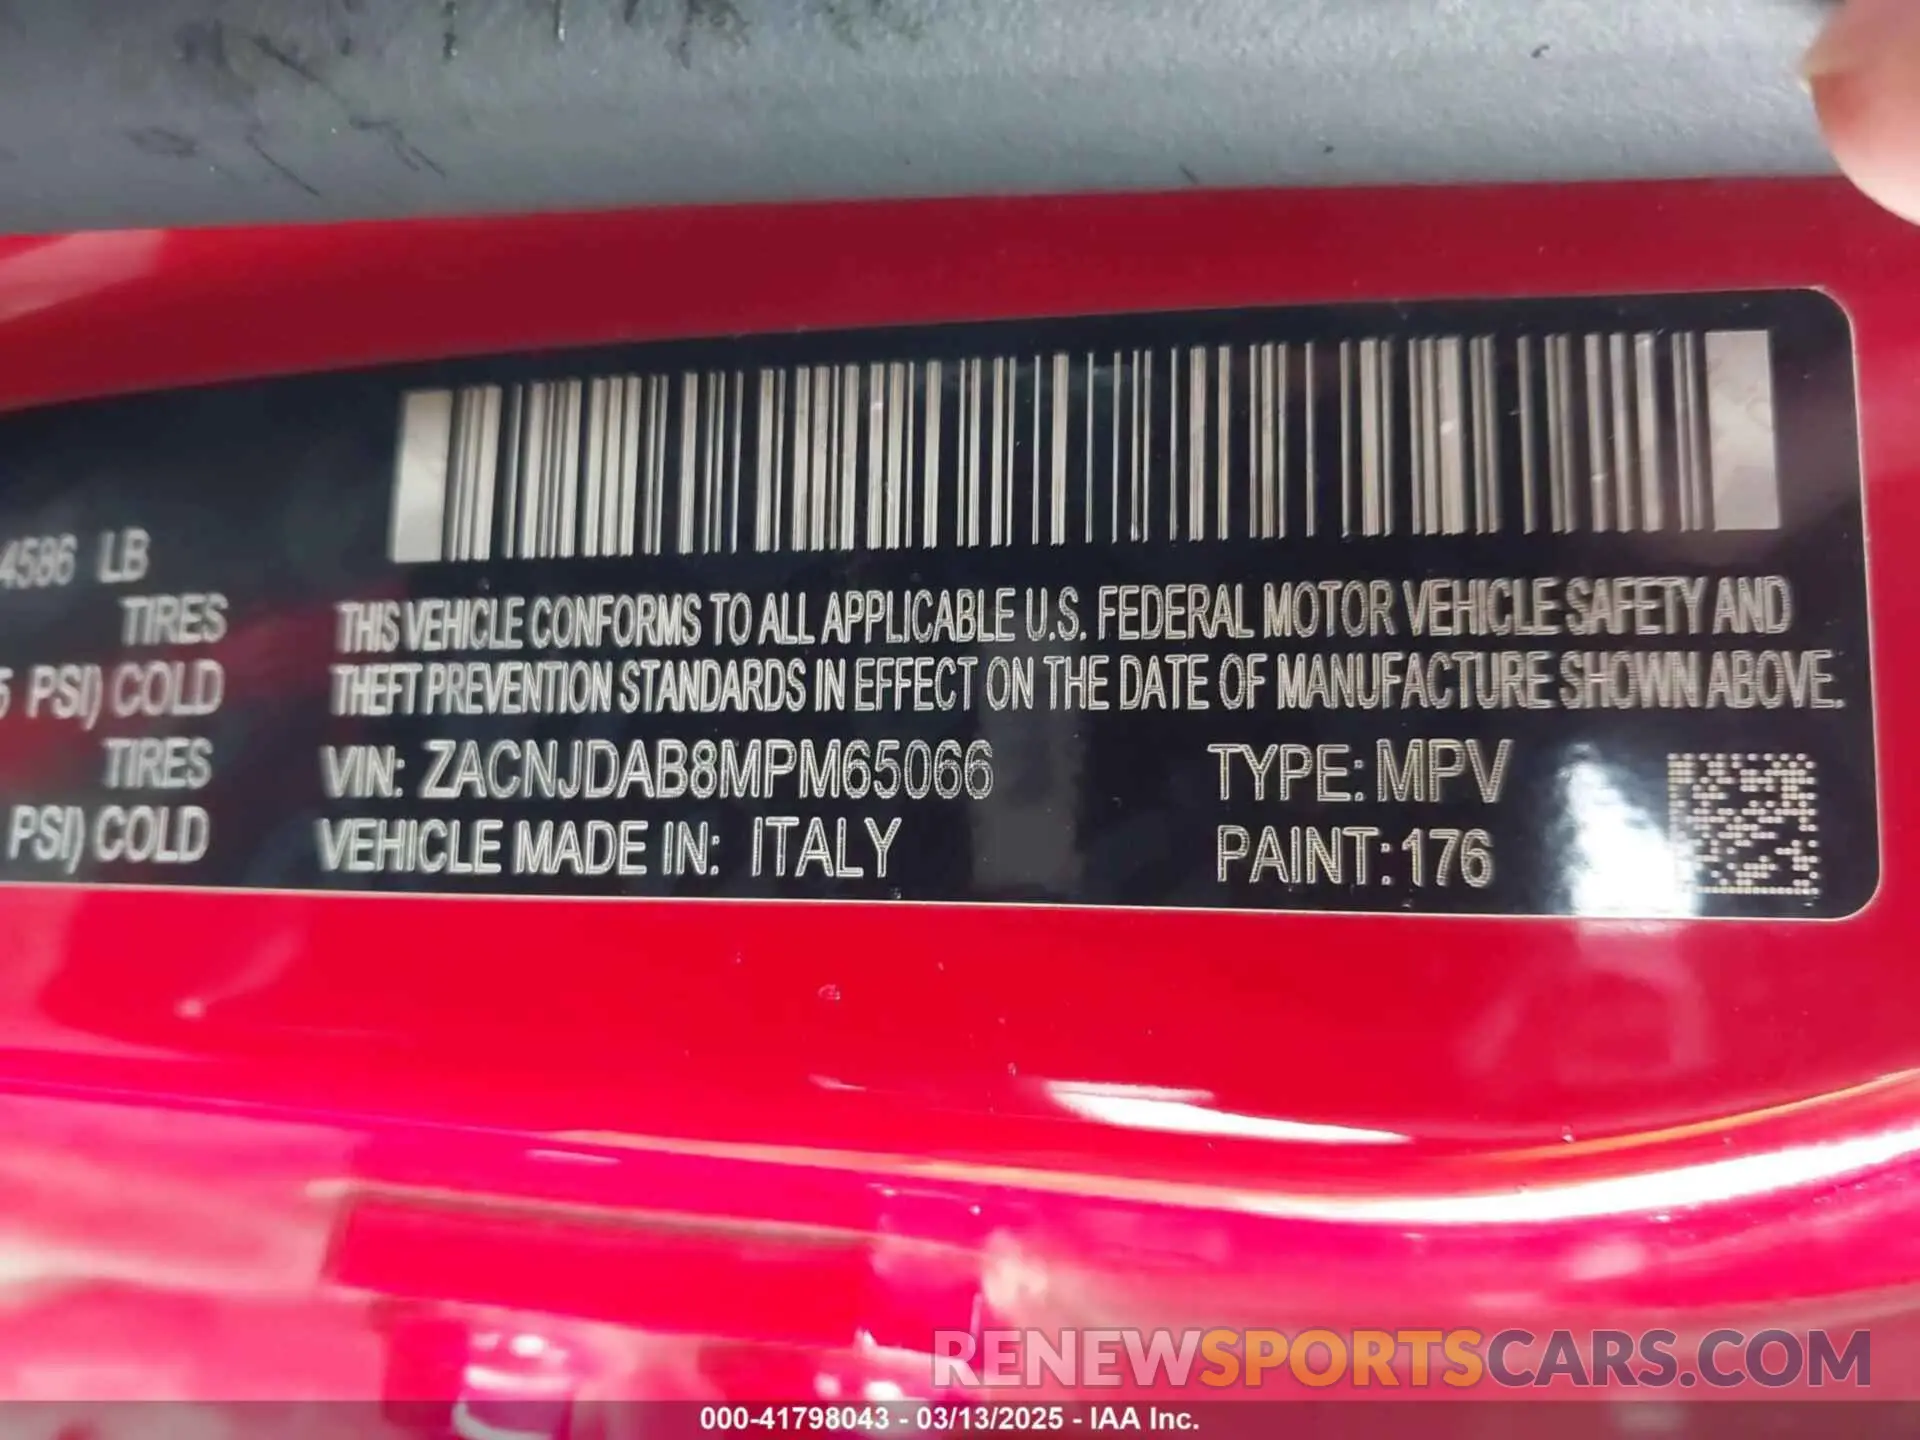 4586 LB
TIRES
5 PSI) COLD
TIRES
PSI) COLD
THIS VEHICLE CONFORMS TO ALL APPLICABLE U.S. FEDERAL MOTOR VEHICLE SAFETY AND
THEFT PREVENTION STANDARDS IN EFFECT ON THE DATE OF MANUFACTURE SHOWN ABOVE.
VIN: ZACNJDAB8MPM65066 TYPE: MPV
VEHICLE MADE IN: ITALY PAINT: 176
RENEWSPORTSCARS.COM
000-41798043 - 03/13/2025 - IAA Inc.